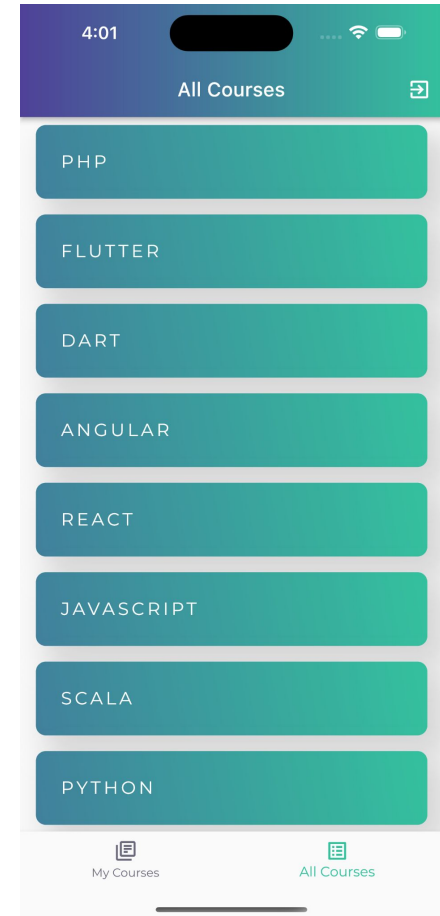 4:01
All Courses
PHP
FLUTTER
DART
ANGULAR
REACT
JAVASCRIPT
SCALA
PYTHON
My Courses
All Courses